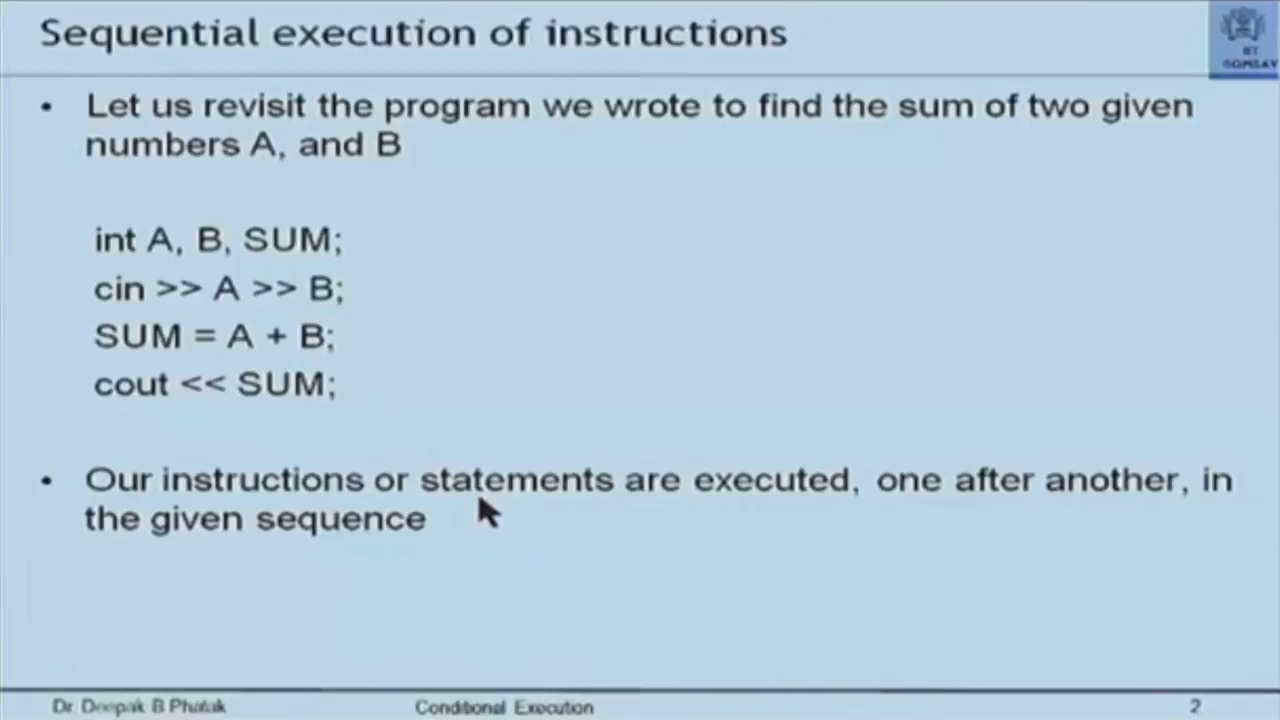 Sequential execution of instructions
IIT
BOMBAY
• Let us revisit the program we wrote to find the sum of two given
numbers A, and B
int A, B, SUM;
cin >> A >> B;
SUM = A + B;
cout << SUM;
• Our instructions or statements are executed, one after another, in
the given sequence
Dr. Deepak B Phatak
Conditional Execution
2